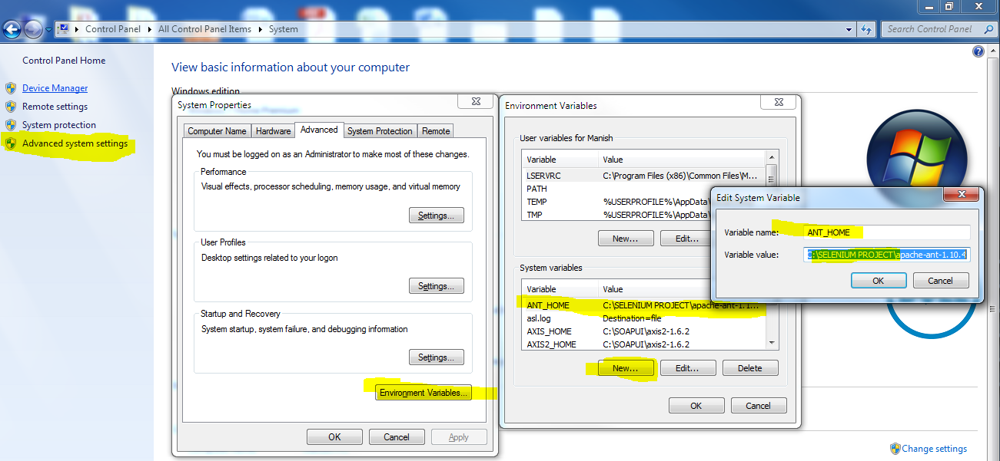 Control Panel ▸ All Control Panel Items ▸ System
Search Control Panel
Control Panel Home
Device Manager
Remote settings
System protection
Advanced system settings
View basic information about your computer
Windows edition
System Properties
Computer Name
Hardware
Advanced
System Protection
Remote
You must be logged on as an Administrator to make most of these changes.
Performance
Visual effects, processor scheduling, memory usage, and virtual memory
Settings...
User Profiles
Desktop settings related to your logon
Settings...
Startup and Recovery
System startup, system failure, and debugging information
Settings...
Environment Variables...
OK
Cancel
Apply
Environment Variables
User variables for Manish
Variable Value
LSERVRC C:\Program Files (x86)\Common Files\M...
PATH
TEMP %USERPROFILE%\AppData\
TMP %USERPROFILE%\AppData\
New...
Edit...
System variables
Variable Value
ANT_HOME C:\SELENIUM PROJECT\apache-ant-1.1...
asl.log Destination=file
AXIS_HOME C:\SOAPUI\axis2-1.6.2
AXIS2_HOME C:\SOAPUI\axis2-1.6.2
New...
Edit...
Delete
OK
Cancel
Edit System Variable
Variable name: ANT_HOME
Variable value: C:\SELENIUM PROJECT\apache-ant-1.10.4
OK
Cancel
Change settings